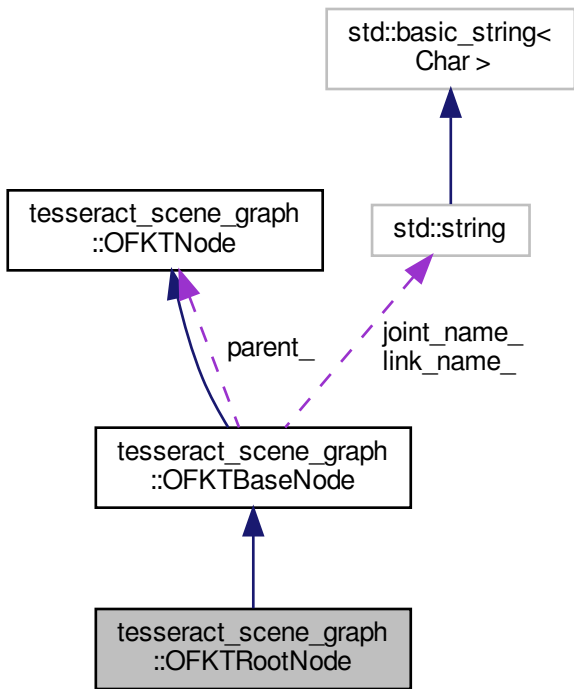 std::basic_string<
Char >
tesseract_scene_graph
::OFKTNode
std::string
parent_
joint_name_
link_name_
tesseract_scene_graph
::OFKTBaseNode
tesseract_scene_graph
::OFKTRootNode